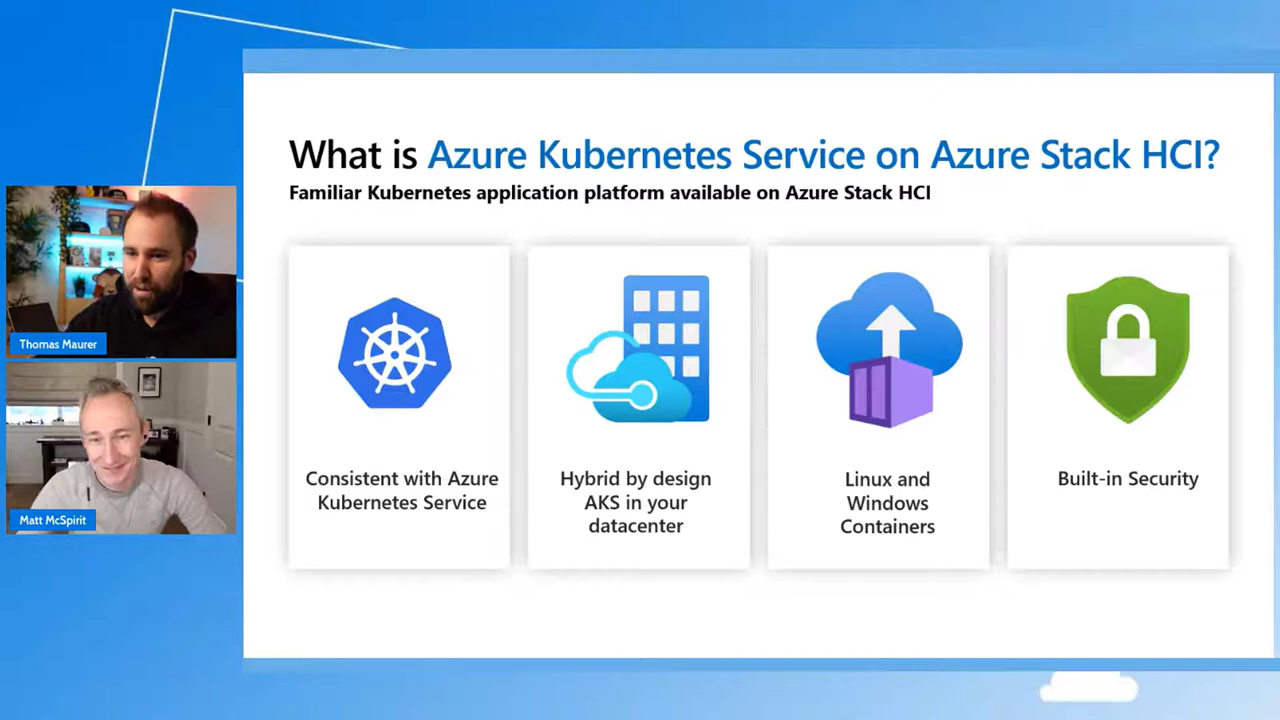 What is Azure Kubernetes Service on Azure Stack HCI?
Familiar Kubernetes application platform available on Azure Stack HCI
Thomas Maurer
Matt McSpirit
Consistent with Azure
Kubernetes Service
Hybrid by design
AKS in your
datacenter
Linux and
Windows
Containers
Built-in Security